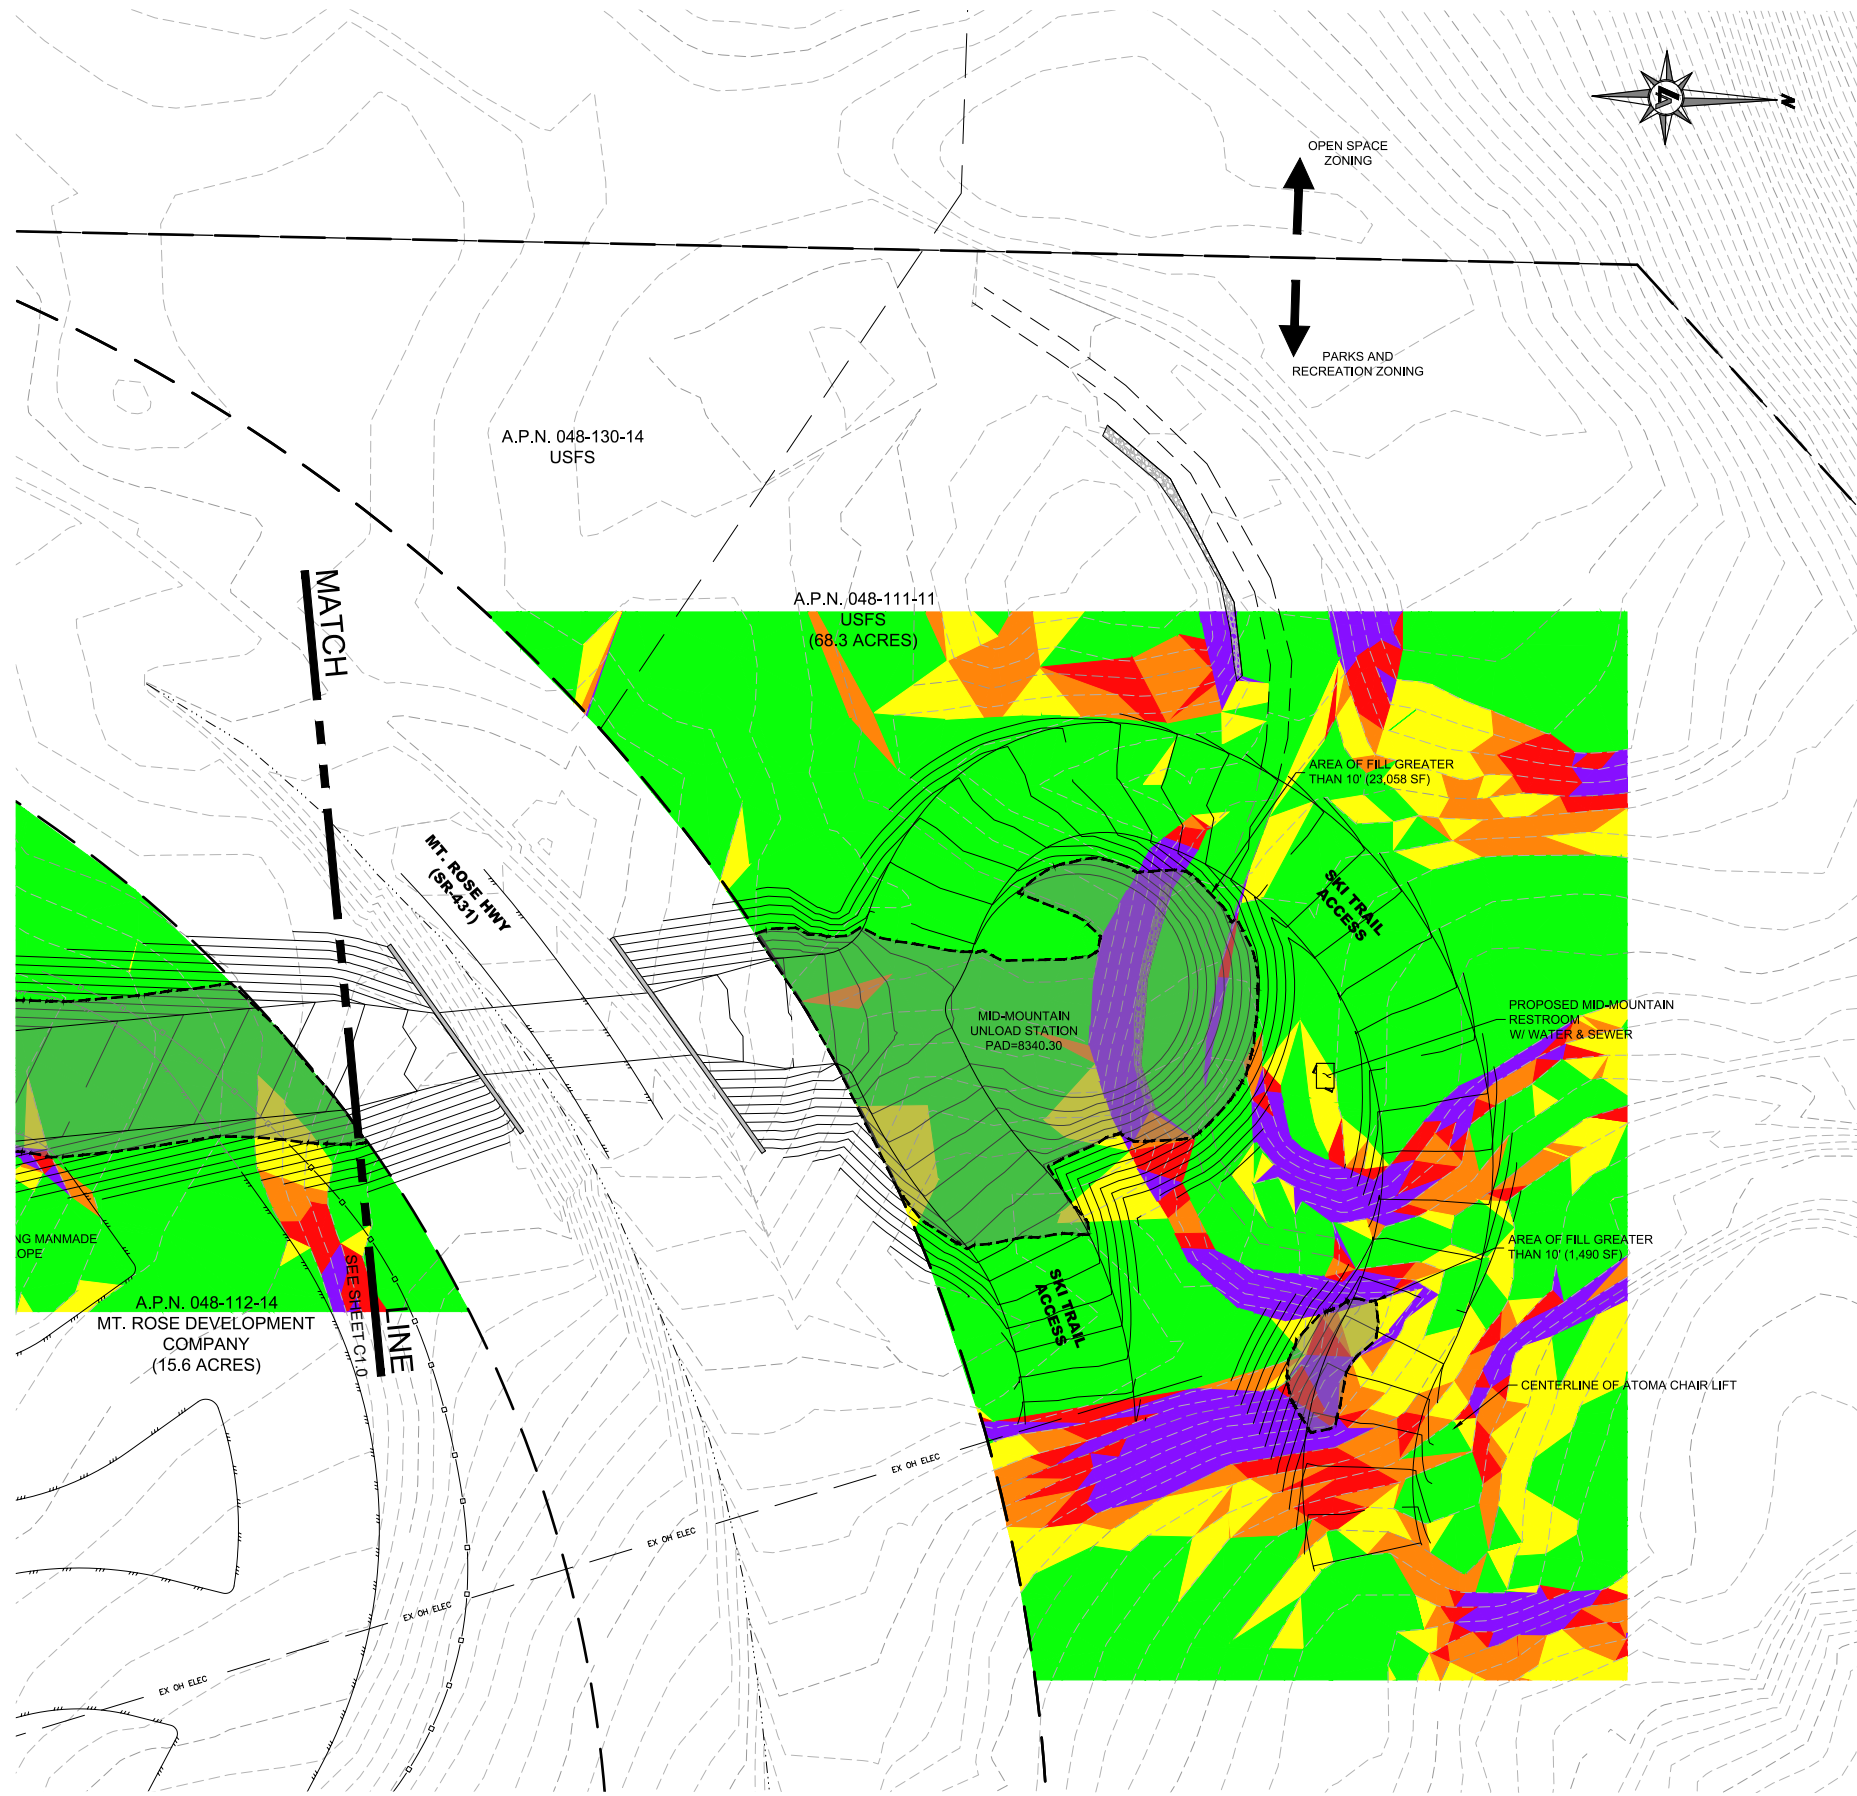 N
OPEN SPACE
ZONING
PARKS AND
RECREATION ZONING
A.P.N. 048-130-14
USFS
MATCH
A.P.N. 048-111-11
USFS
(68.3 ACRES)
AREA OF FILL GREATER
THAN 10' (23,058 SF)
MT. ROSE HWY
(SR-431)
SKI TRAIL
ACCESS
MID-MOUNTAIN
UNLOAD STATION
PAD=8340.30
PROPOSED MID-MOUNTAIN
RESTROOM
W/ WATER & SEWER
NG MANMADE
OPE
AREA OF FILL GREATER
THAN 10' (1,490 SF)
A.P.N. 048-112-14
MT. ROSE DEVELOPMENT
COMPANY
(15.6 ACRES)
SEE SHEET C1.0
LINE
SKI TRAIL
ACCESS
CENTERLINE OF ATOMA CHAIR LIFT
EX OH ELEC
EX OH ELEC
EX OH ELEC
EX OH ELEC